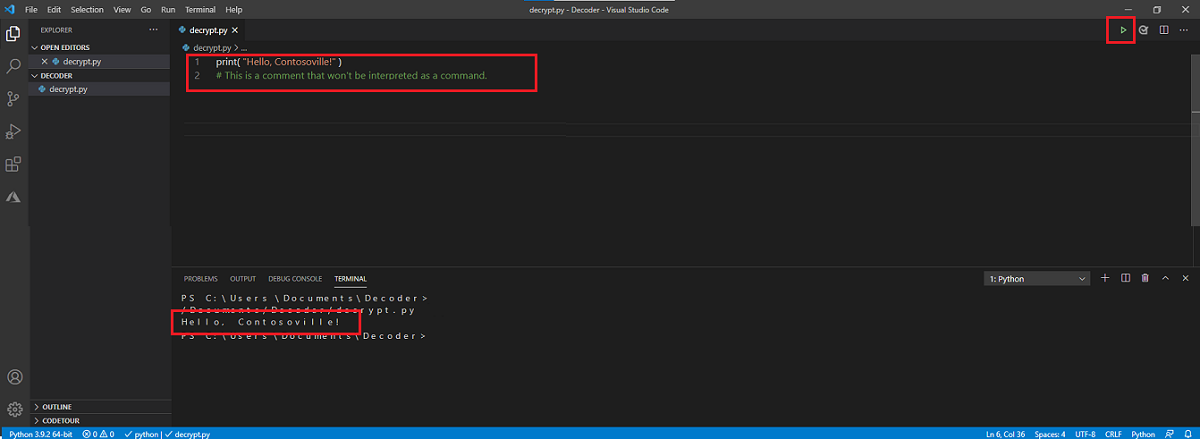 File Edit Selection View Go Run Terminal Help
decrypt.py - Decoder - Visual Studio Code
EXPLORER
OPEN EDITORS
decrypt.py
DECODER
decrypt.py
OUTLINE
CODETOUR
decrypt.py
decrypt.py > ...
1 print( "Hello, Contosoville!" )
2 # This is a comment that won't be interpreted as a command.
PROBLEMS OUTPUT DEBUG CONSOLE TERMINAL
1: Python
PS C:\Users \Documents\Decoder>
/Documents/Decoder/decrypt.py
Hello, Contosoville!
PS C:\Users\Documents\Decoder>
Python 3.9.2 64-bit 0 0 python | decrypt.py
Ln 6, Col 36 Spaces: 4 UTF-8 CRLF Python